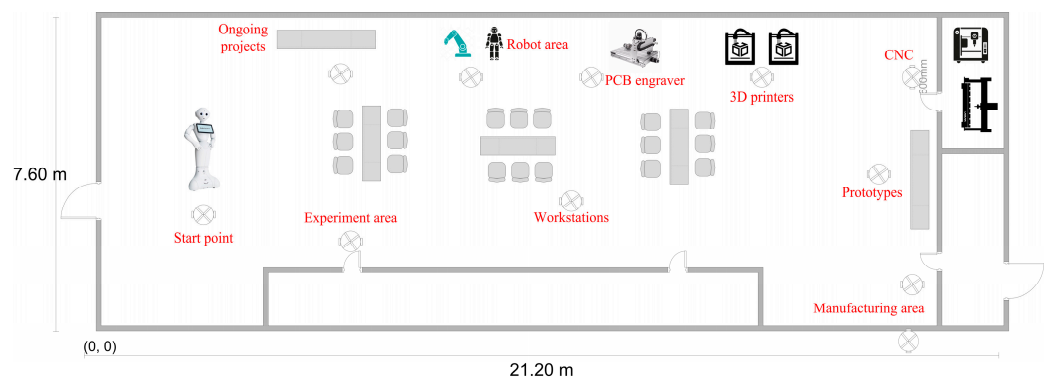 Ongoing
projects
Robot area
PCB engraver
3D printers
CNC
7.60 m
Prototypes
Experiment area
Workstations
Start point
Manufacturing area
(0, 0)
21.20 m